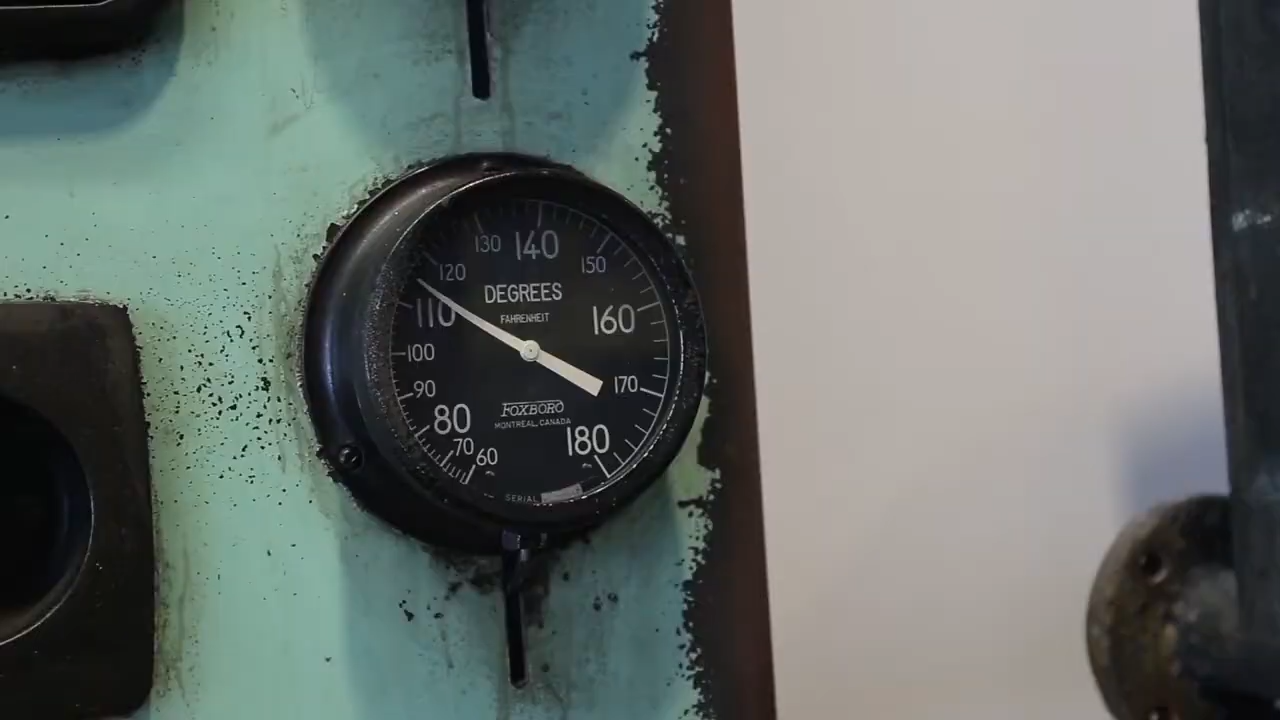 130 140 150
120
DEGREES
FAHRENHEIT
110 160
100
90 170
80
FOXBORO
MONTREAL, CANADA
70 60 180
SERIAL